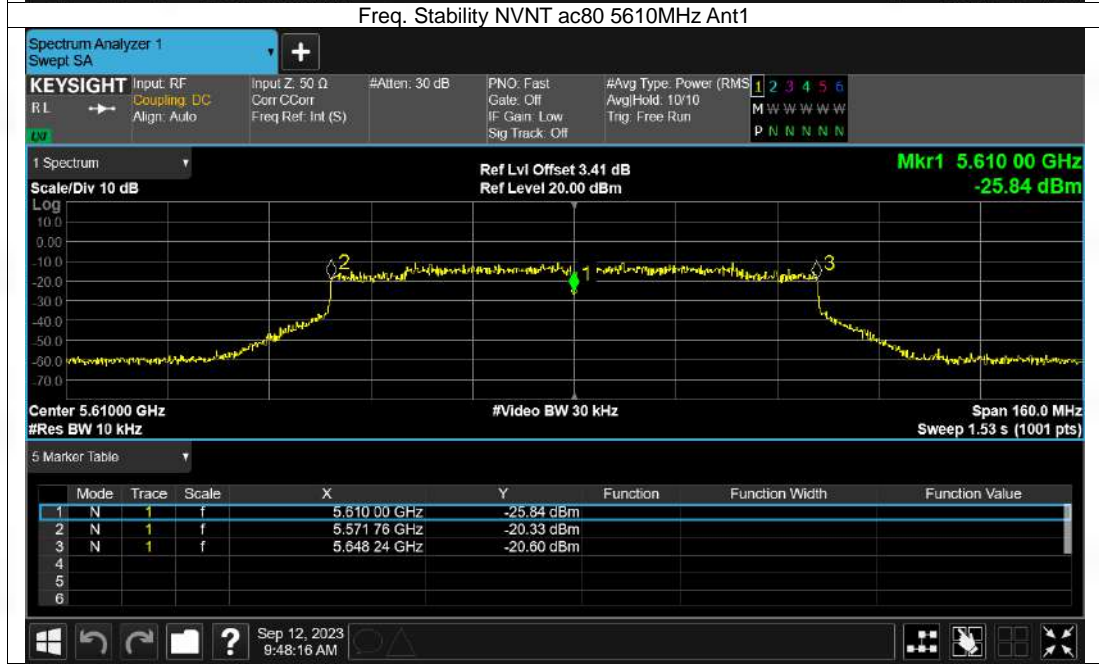 Freq. Stability NVNT ac80 5610MHz Ant1
Spectrum Analyzer 1
Swept SA
+
KEYSIGHT
RL
LXI
Input: RF
Coupling: DC
Align: Auto
Input Z: 50 Ω
Corr CCorr
Freq Ref: Int (S)
#Atten: 30 dB
PNO: Fast
Gate: Off
IF Gain: Low
Sig Track: Off
#Avg Type: Power (RMS
Avg|Hold: 10/10
Trig: Free Run
1 2 3 4 5 6
M W W W W W
P N N N N N
1 Spectrum
Scale/Div 10 dB
Ref Lvl Offset 3.41 dB
Ref Level 20.00 dBm
Mkr1 5.610 00 GHz
-25.84 dBm
Log
10.0
0.00
-10.0
-20.0
-30.0
-40.0
-50.0
-60.0
-70.0
2
1
3
Center 5.61000 GHz
#Res BW 10 kHz
#Video BW 30 kHz
Span 160.0 MHz
Sweep 1.53 s (1001 pts)
5 Marker Table
Mode Trace Scale X Y Function Function Width Function Value
1 N 1 f 5.610 00 GHz -25.84 dBm
2 N 1 f 5.571 76 GHz -20.33 dBm
3 N 1 f 5.648 24 GHz -20.60 dBm
4
5
6
?
Sep 12, 2023
9:48:16 AM